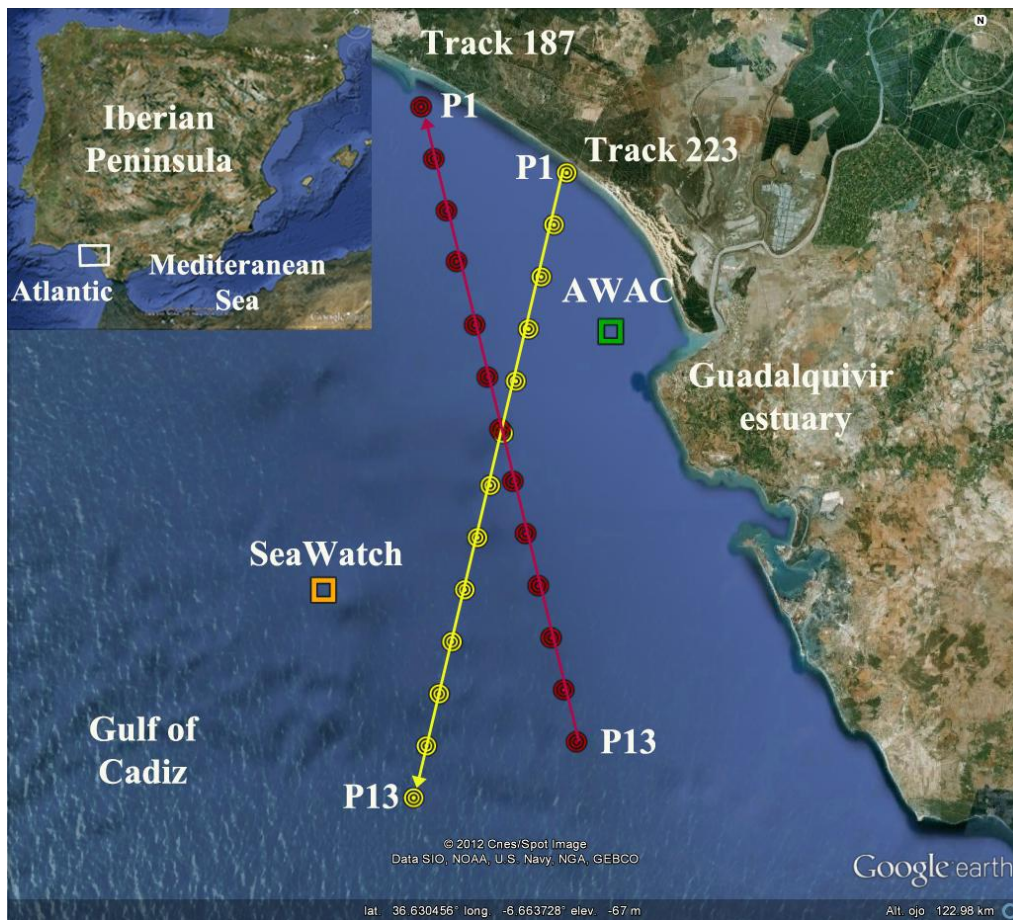 Track 187
P1
Iberian
Peninsula
P1
Track 223
Mediteranean
Sea
Atlantic
AWAC
Guadalquivir
estuary
SeaWatch
Gulf of
Cadiz
P13
P13
© 2012 Cnes/Spot Image
Data SIO, NOAA, U.S. Navy, NGA, GEBCO
Google earth
lat. 36.630456° long. -6.663728° elev. -67 m
Alt. ojo 122.98 km
N